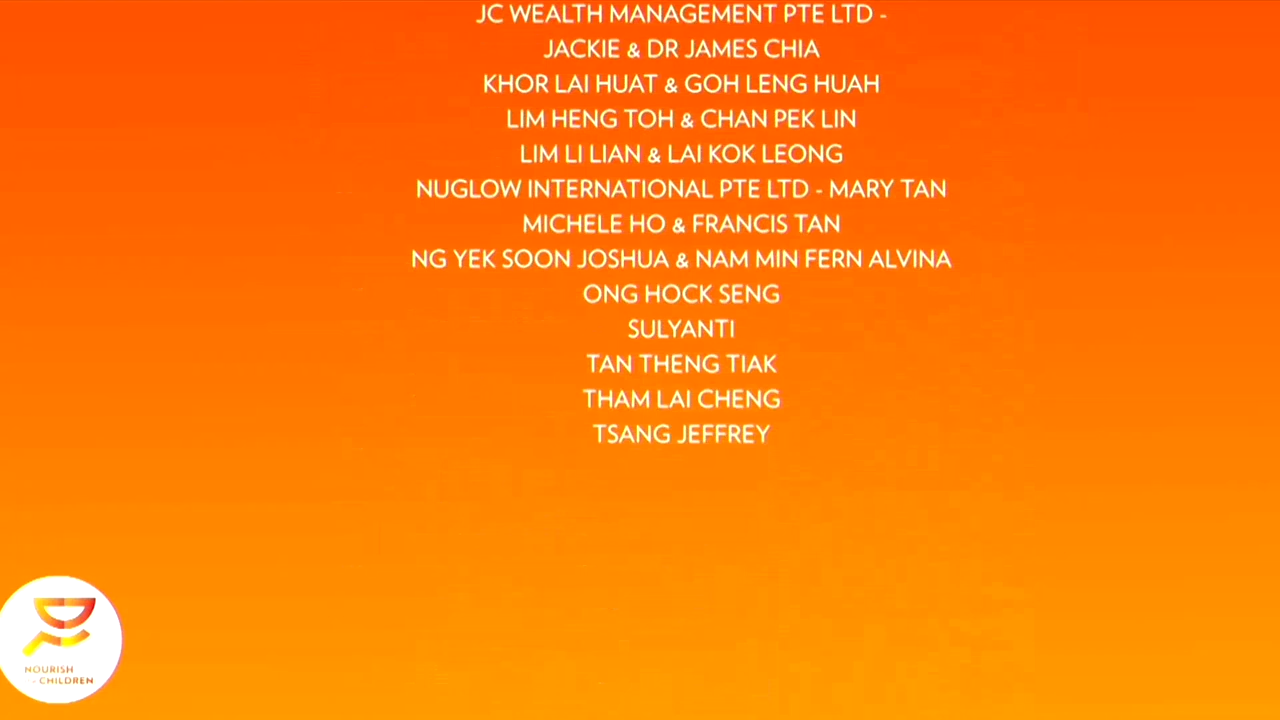 JC WEALTH MANAGEMENT PTE LTD -
JACKIE & DR JAMES CHIA
KHOR LAI HUAT & GOH LENG HUAH
LIM HENG TOH & CHAN PEK LIN
LIM LI LIAN & LAI KOK LEONG
NUGLOW INTERNATIONAL PTE LTD - MARY TAN
MICHELE HO & FRANCIS TAN
NG YEK SOON JOSHUA & NAM MIN FERN ALVINA
ONG HOCK SENG
SULYANTI
TAN THENG TIAK
THAM LAI CHENG
TSANG JEFFREY
NOURISH
CHILDREN